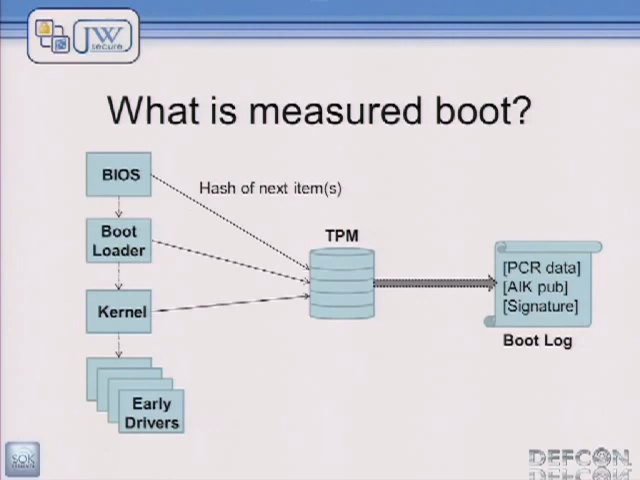 JW
secure
What is measured boot?
BIOS
Hash of next item(s)
Boot
Loader
TPM
[PCR data]
[AIK pub]
[Signature]
Kernel
Boot Log
Early
Drivers
SOK
DEFCON